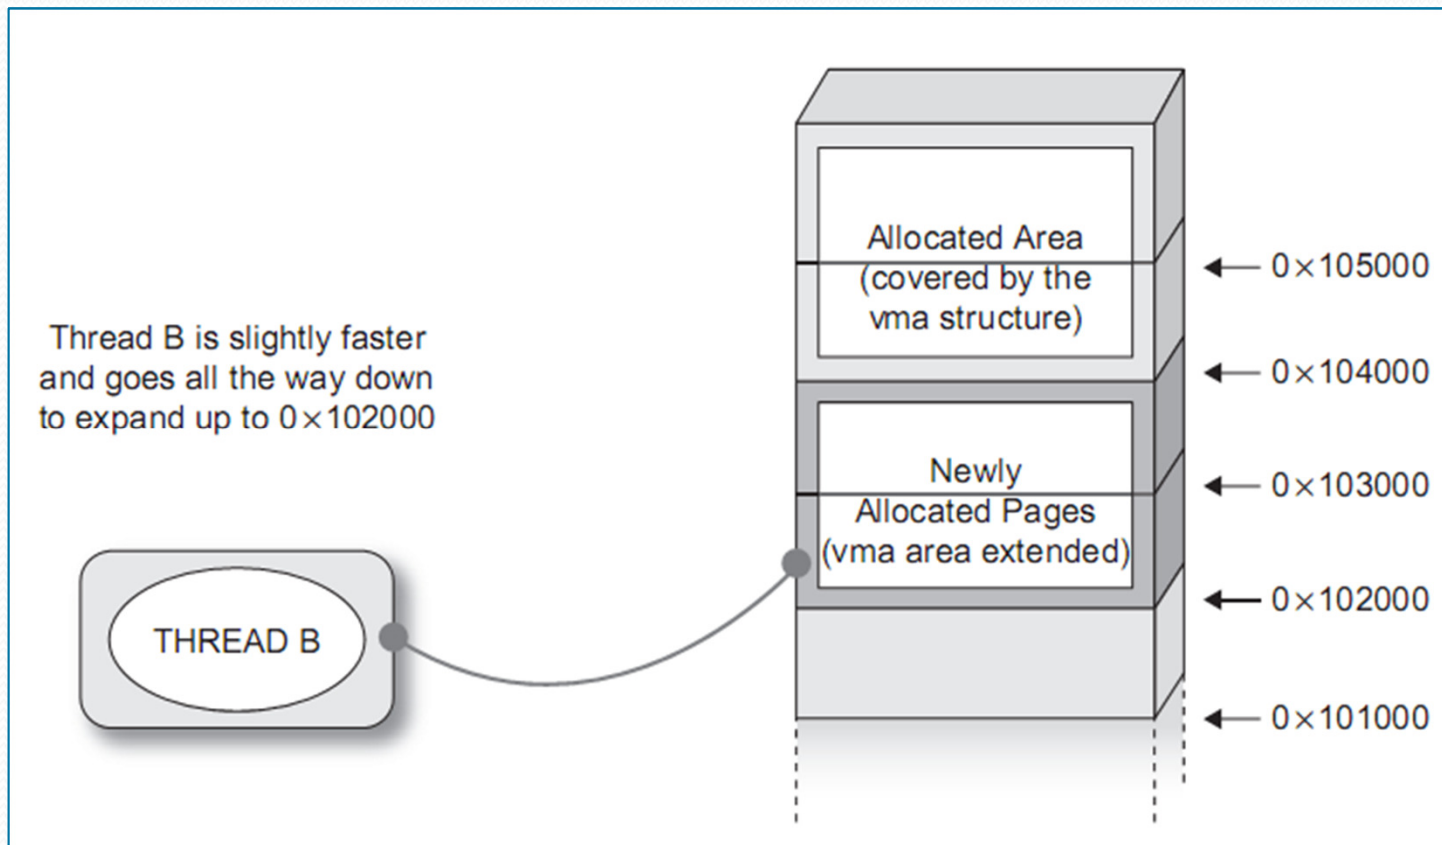 Allocated Area
(covered by the
vma structure)
0×105000
0×104000
Thread B is slightly faster
and goes all the way down
to expand up to 0×102000
Newly
Allocated Pages
(vma area extended)
0×103000
0×102000
THREAD B
0×101000